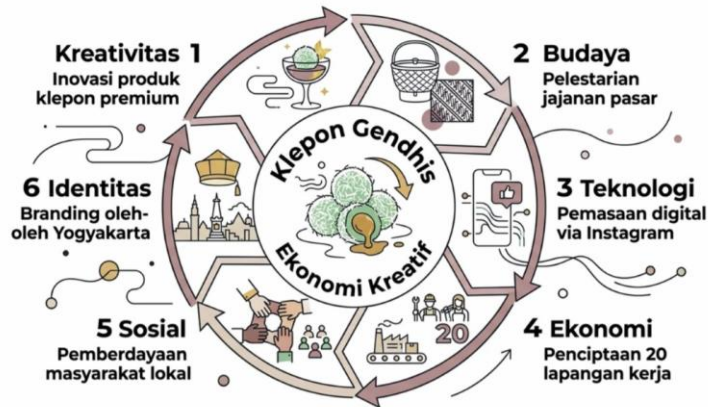 Klepon Gendhis
Ekonomi Kreatif
Kreativitas 1
Inovasi produk
klepon premium
2 Budaya
Pelestarian
jajanan pasar
3 Teknologi
Pemasaan digital
via Instagram
20
4 Ekonomi
Penciptaan 20
lapangan kerja
5 Sosial
Pemberdayaan
masyarakat lokal
6 Identitas
Branding oleh-
oleh Yogyakarta